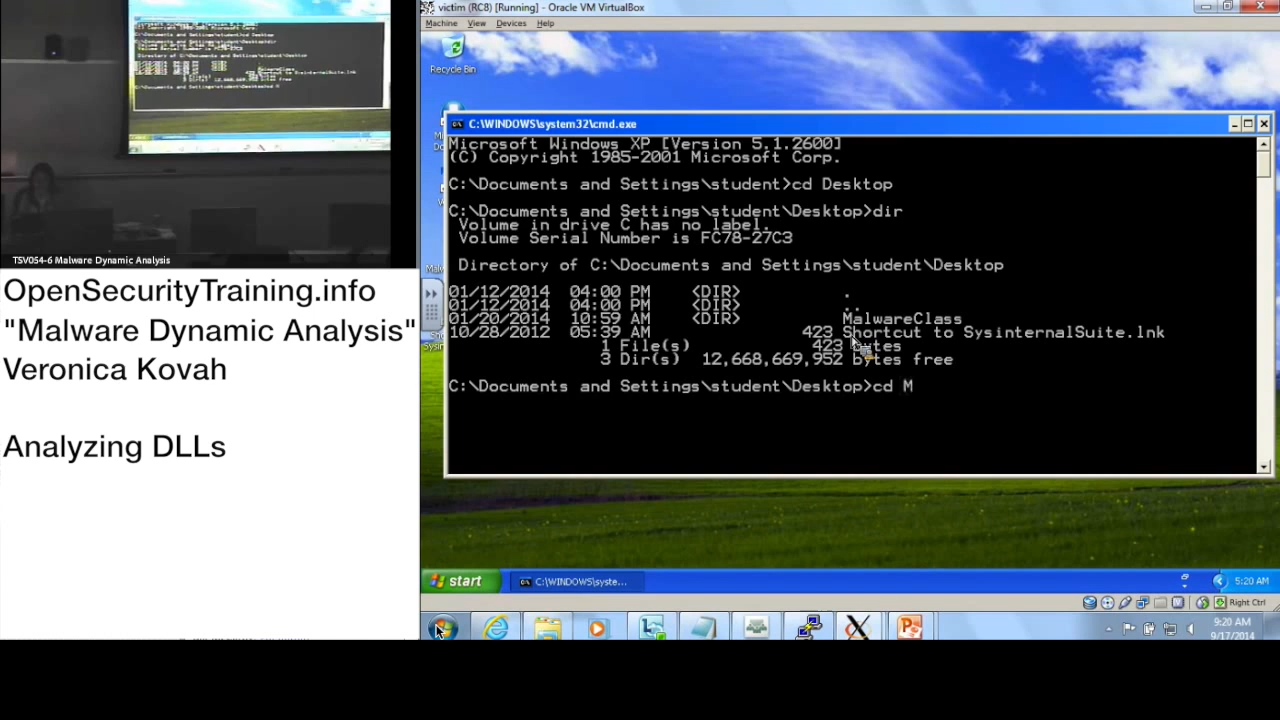 TSV054-6 Malware Dynamic Analysis
OpenSecurityTraining.info
"Malware Dynamic Analysis"
Veronica Kovah
Analyzing DLLs
victim (RC8) [Running] - Oracle VM VirtualBox
Machine View Devices Help
Recycle Bin
C:\WINDOWS\system32\cmd.exe
Microsoft Windows XP [Version 5.1.2600]
(C) Copyright 1985-2001 Microsoft Corp.
C:\Documents and Settings\student>cd Desktop
C:\Documents and Settings\student\Desktop>dir
Volume in drive C has no label.
Volume Serial Number is FC78-27C3
Directory of C:\Documents and Settings\student\Desktop
01/12/2014 04:00 PM <DIR> .
01/12/2014 04:00 PM <DIR> ..
01/20/2014 10:59 AM <DIR> MalwareClass
10/28/2012 05:39 AM 423 Shortcut to SysinternalSuite.lnk
1 File(s) 423 bytes
3 Dir(s) 12,668,669,952 bytes free
C:\Documents and Settings\student\Desktop>cd M
start
C:\WINDOWS\syste...
5:20 AM
Right Ctrl
9:20 AM
9/17/2014